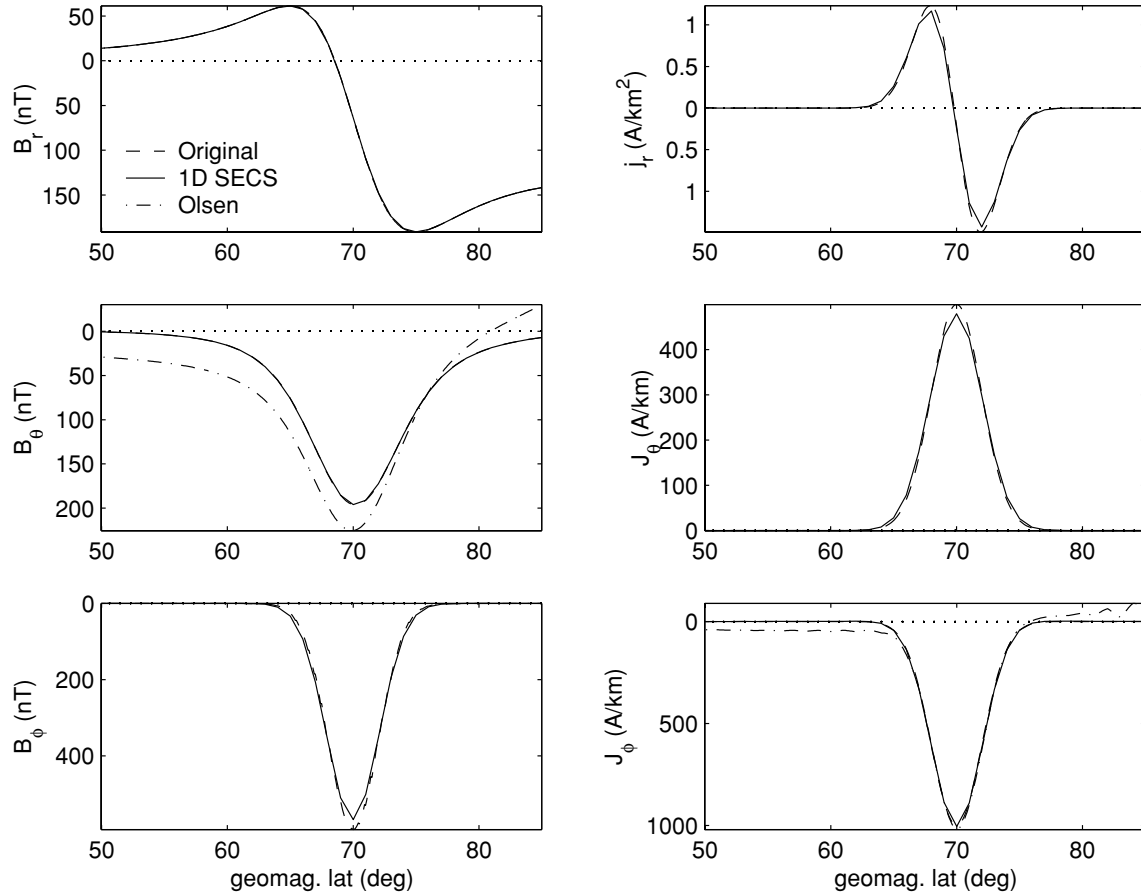 50
0
50
100
150
B_r (nT)
Original
1D SECS
Olsen
50 60 70 80
1
0.5
0
0.5
1
j_r (A/km^2)
50 60 70 80
0
50
100
150
200
B_θ (nT)
50 60 70 80
400
300
200
100
0
J_θ (A/km)
50 60 70 80
0
200
400
B_ϕ (nT)
50 60 70 80
geomag. lat (deg)
0
500
1000
J_ϕ (A/km)
50 60 70 80
geomag. lat (deg)